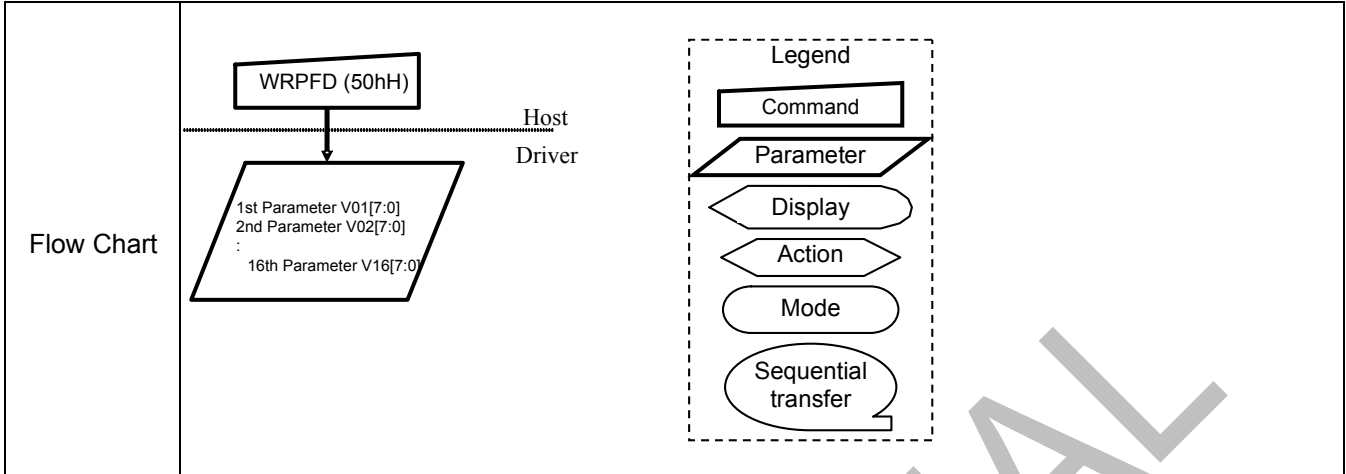 Flow Chart
WRPFD (50hH)
Host
Driver
1st Parameter V01[7:0]
2nd Parameter V02[7:0]
:
16th Parameter V16[7:0]
Legend
Command
Parameter
Display
Action
Mode
Sequential
transfer
AL